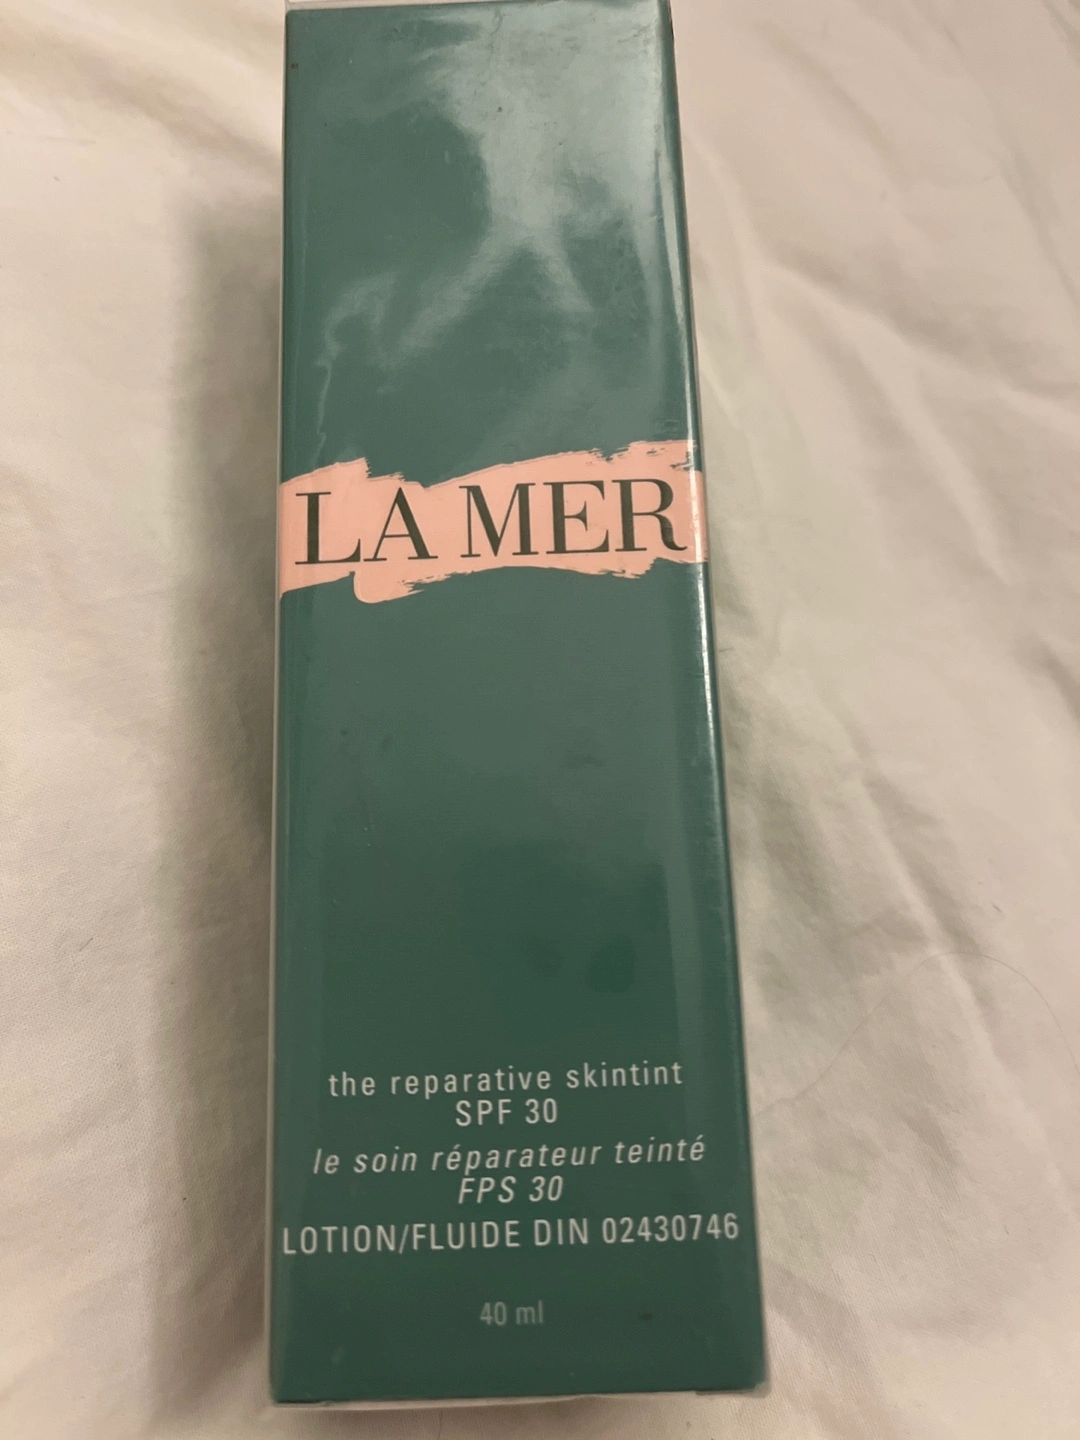 LA MER
the reparative skintint
SPF 30
le soin réparateur teinté
FPS 30
LOTION/FLUIDE DIN 02430746
40 ml